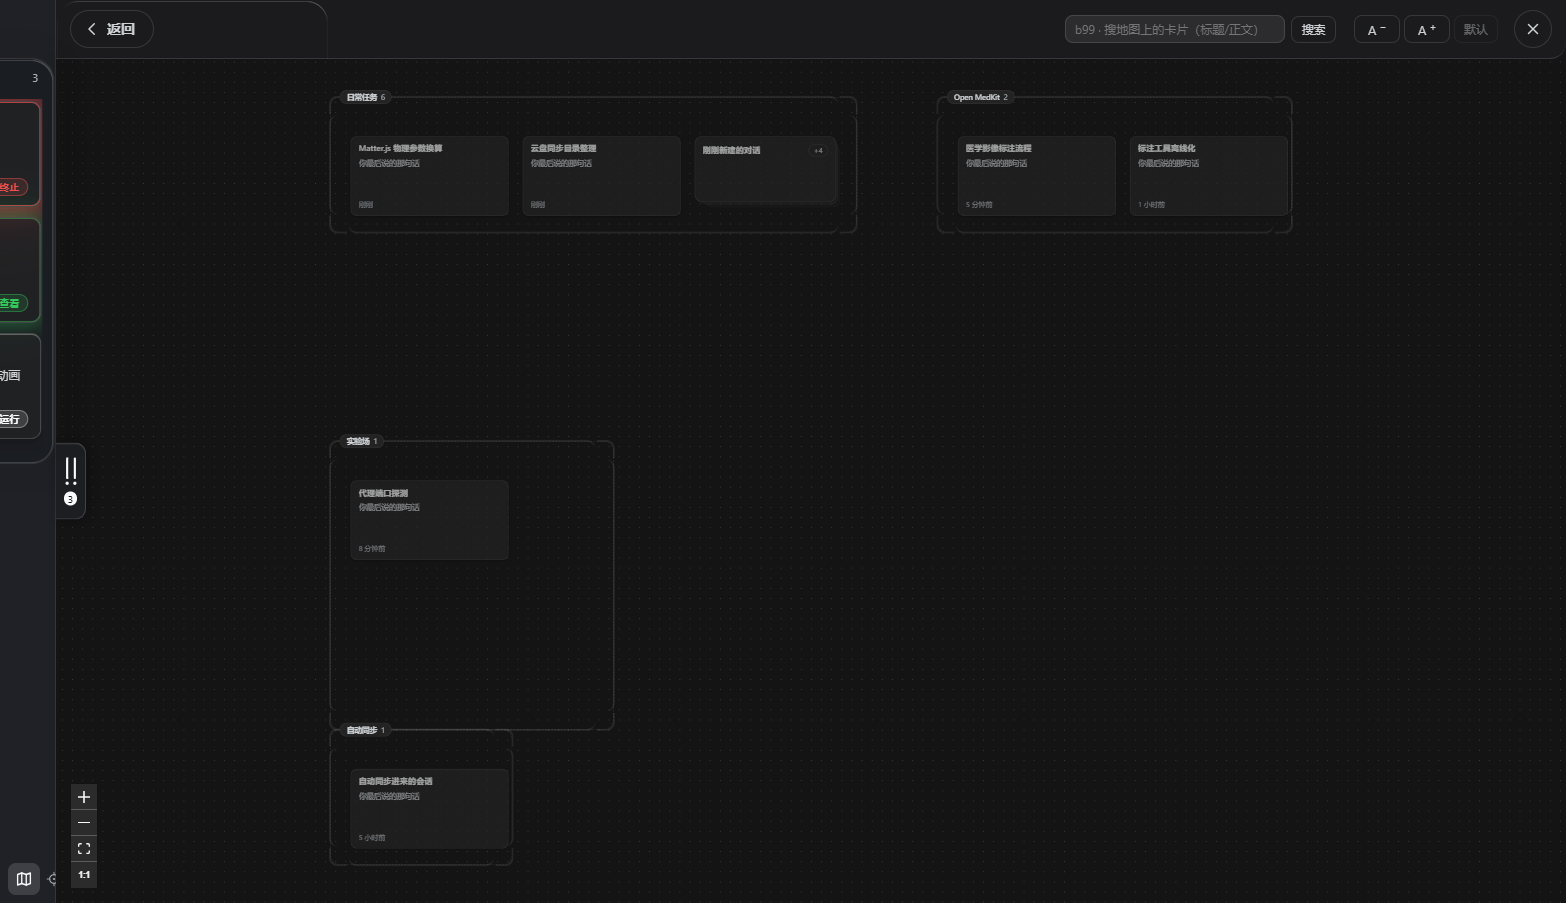 返回
b99 · 搜地图上的卡片（标题/正文）
搜索
A⁻
A⁺
默认
3
终止
查看
动画
运行
3
日常任务 6
Matter.js 物理参数换算
你最后说的那句话
刚刚
云盘同步目录整理
你最后说的那句话
刚刚
刚刚新建的对话
+4
Open MedKit 2
医学影像标注流程
你最后说的那句话
5 分钟前
标注工具离线化
你最后说的那句话
1 小时前
实验场 1
代理端口探测
你最后说的那句话
8 分钟前
自动同步 1
自动同步进来的会话
你最后说的那句话
5 小时前
1:1